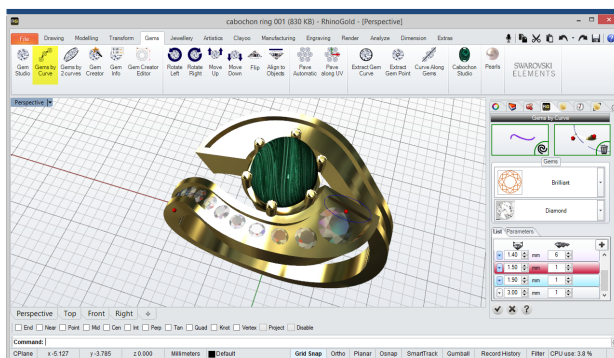 cabochon ring 001 (830 KB) - RhinoGold - [Perspective]
File Drawing Modelling Transform Gems Jewellery Artistics Clayoo Manufacturing Engraving Render Analyze Dimension Extras
Gem Studio Gems by Curve Gems by 2.curves Gem Creator Gem Info Gem Creator Editor Rotate Left Rotate Right Move Up Move Down Flip Align to Objects Pave Automatic Pave along UV Extract Gem Curve Extract Gem Point Curve Along Gems Cabochon Studio Pearls SWAROVSKI ELEMENTS
Perspective
Gems by Curve
Gems
Brilliant
Diamond
List Parameters
1.40 mm 6
1.50 mm 1
1.90 mm 1
3.00 mm 1
Perspective Top Front Right
End Near Point Mid Cen Int Perp Tan Quad Knot Vertex Project Disable
Command:
CPlane x -5.127 y -3.785 z 0.000 Millimeters Default Grid Snap Ortho Planar Osnap SmartTrack Gumball Record History Filter CPU use: 3.8 %